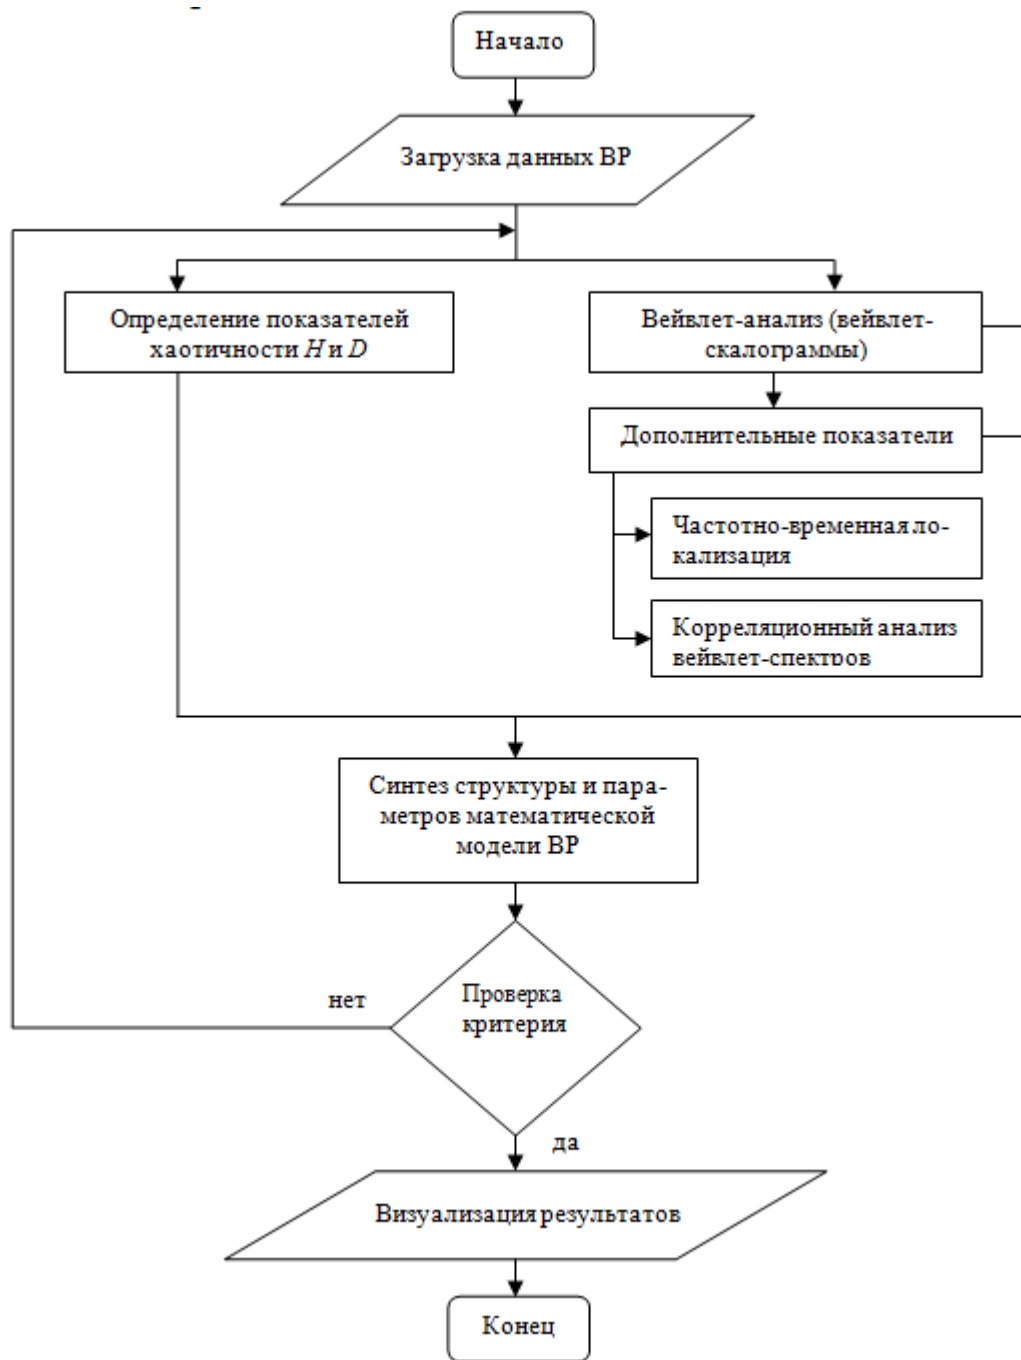 Начало
Загрузка данных ВР
Определение показателей
хаотичности H и D
Вейвлет-анализ (вейвлет-
скалограммы)
Дополнительные показатели
Частотно-временная ло-
кализация
Корреляционный анализ
вейвлет-спектров
Синтез структуры и пара-
метров математической
модели ВР
нет
Проверка
критерия
да
Визуализация результатов
Конец